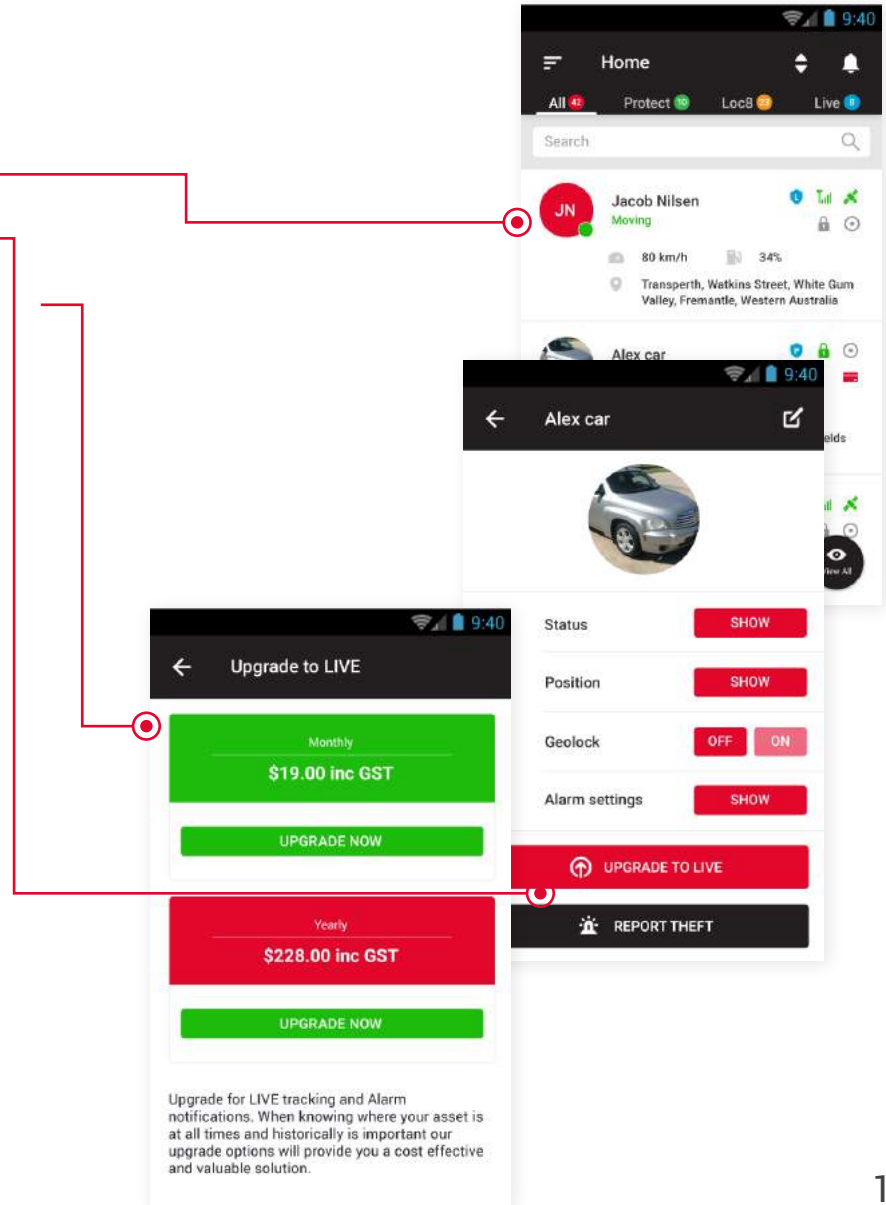 9:40
Home
All 42 Protect 10 Loc8 23 Live 8
Search
JN
Jacob Nilsen
Moving
80 km/h 34%
Transperth, Watkins Street, White Gum
Valley, Fremantle, Western Australia
Alex car
elds
View All
9:40
Alex car
Status SHOW
Position SHOW
Geolock OFF ON
Alarm settings SHOW
UPGRADE TO LIVE
REPORT THEFT
9:40
Upgrade to LIVE
Monthly
$19.00 inc GST
UPGRADE NOW
Yearly
$228.00 inc GST
UPGRADE NOW
Upgrade for LIVE tracking and Alarm
notifications. When knowing where your asset is
at all times and historically is important our
upgrade options will provide you a cost effective
and valuable solution.
1